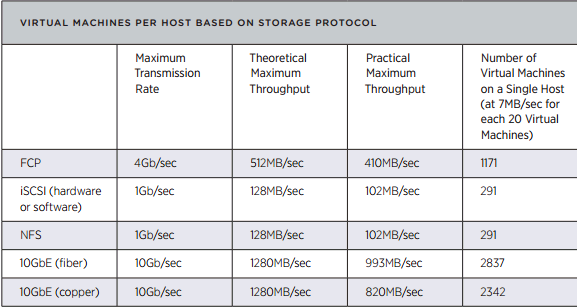 VIRTUAL MACHINES PER HOST BASED ON STORAGE PROTOCOL
Maximum Transmission Rate | Theoretical Maximum Throughput | Practical Maximum Throughput | Number of Virtual Machines on a Single Host (at 7MB/sec for each 20 Virtual Machines)
FCP | 4Gb/sec | 512MB/sec | 410MB/sec | 1171
iSCSI (hardware or software) | 1Gb/sec | 128MB/sec | 102MB/sec | 291
NFS | 1Gb/sec | 128MB/sec | 102MB/sec | 291
10GbE (fiber) | 10Gb/sec | 1280MB/sec | 993MB/sec | 2837
10GbE (copper) | 10Gb/sec | 1280MB/sec | 820MB/sec | 2342